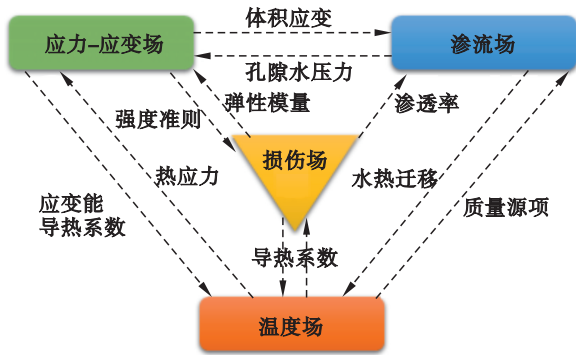 体积应变
应力-应变场
渗流场
孔隙水压力
弹性模量
强度准则
渗透率
损伤场
热应力
水热迁移
应变能
导热系数
质量源项
导热系数
温度场